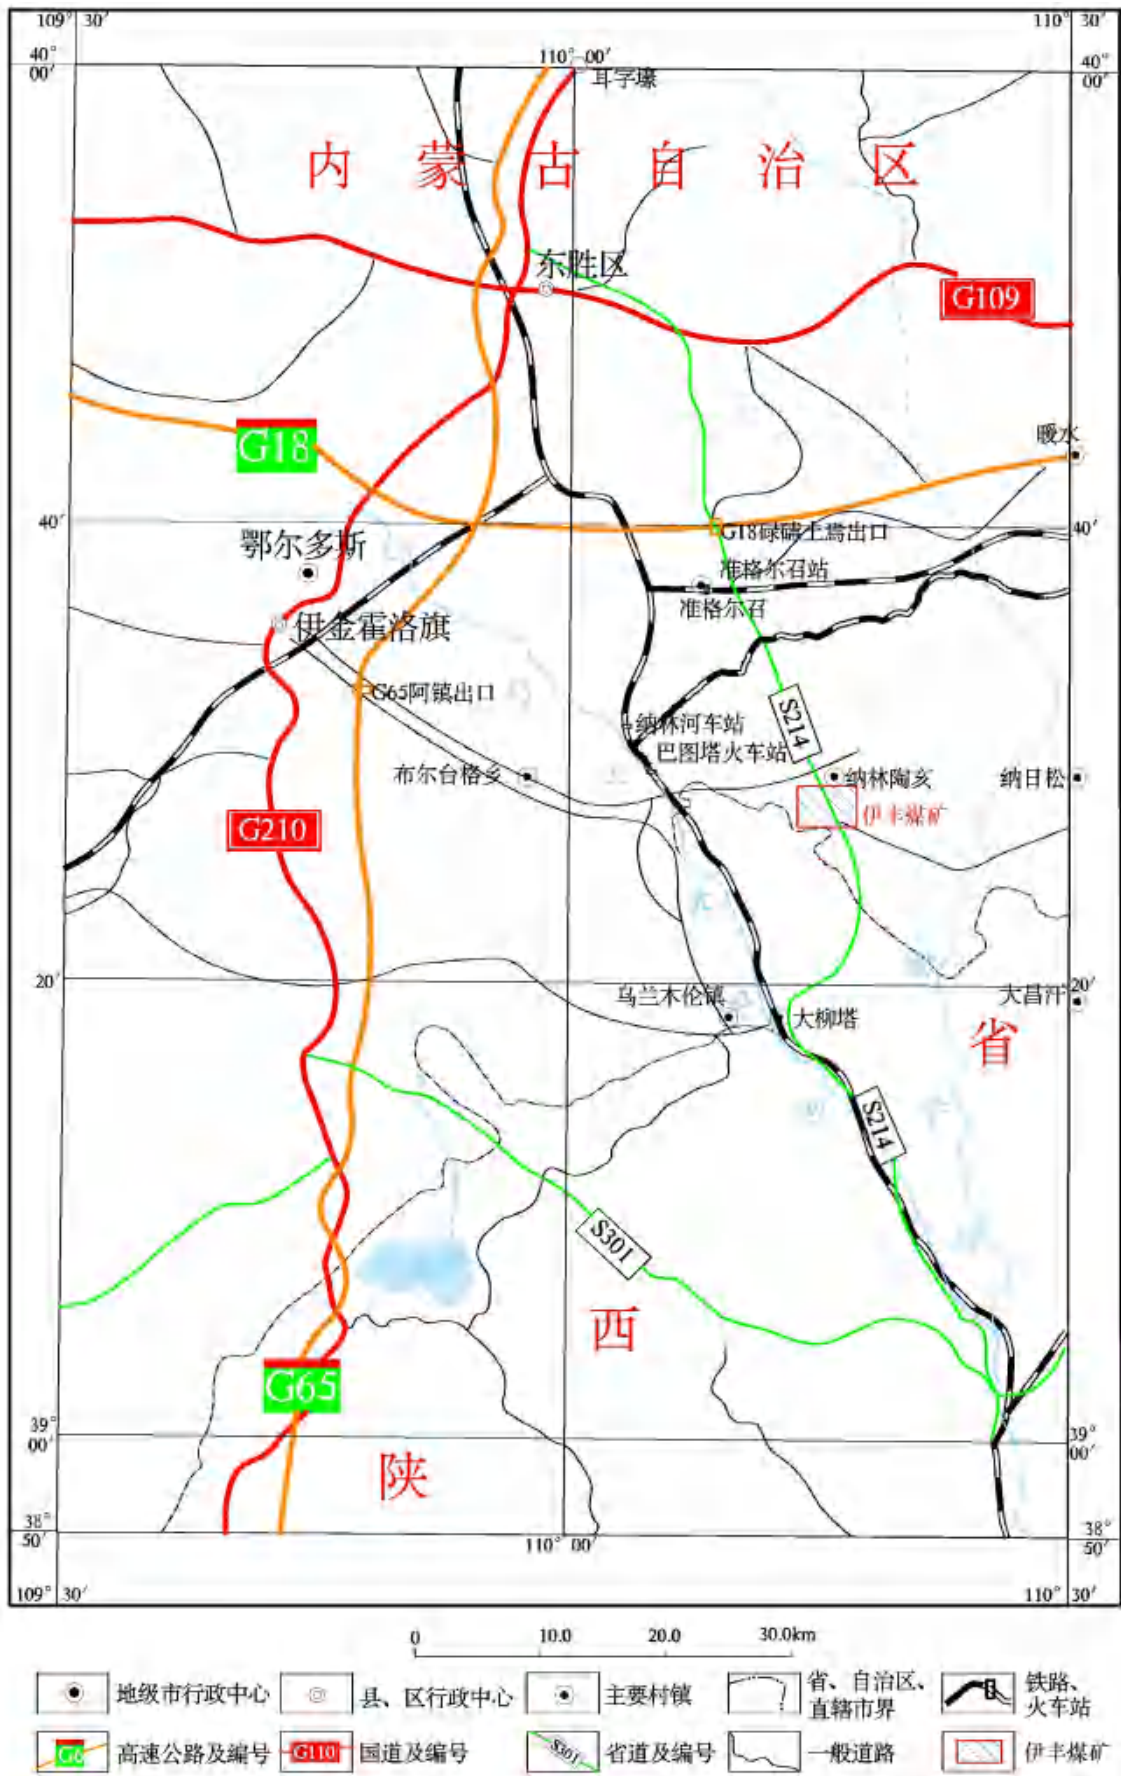 109° 30′
110° 30′
40° 00′
110° 00′
40° 00′
耳字壕
内蒙古自治区
东胜区
G109
G18
暖水
40′
40′
G18碌碡土焉出口
鄂尔多斯
准格尔召站
准格尔召
伊金霍洛旗
G65阿镇出口
S214
纳林河车站
巴图塔火车站
布尔台格乡
纳林陶亥
纳日松
伊丰煤矿
G210
20′
20′
乌兰木伦镇
大柳塔
大昌汗
省
S214
S301
西
G65
39° 00′
39° 00′
陕
38° 50′
38° 50′
110° 00′
109° 30′
110° 30′
0 10.0 20.0 30.0km
地级市行政中心
县、区行政中心
主要村镇
省、自治区、
直辖市界
铁路、
火车站
G6 高速公路及编号
G110 国道及编号
S301 省道及编号
一般道路
伊丰煤矿